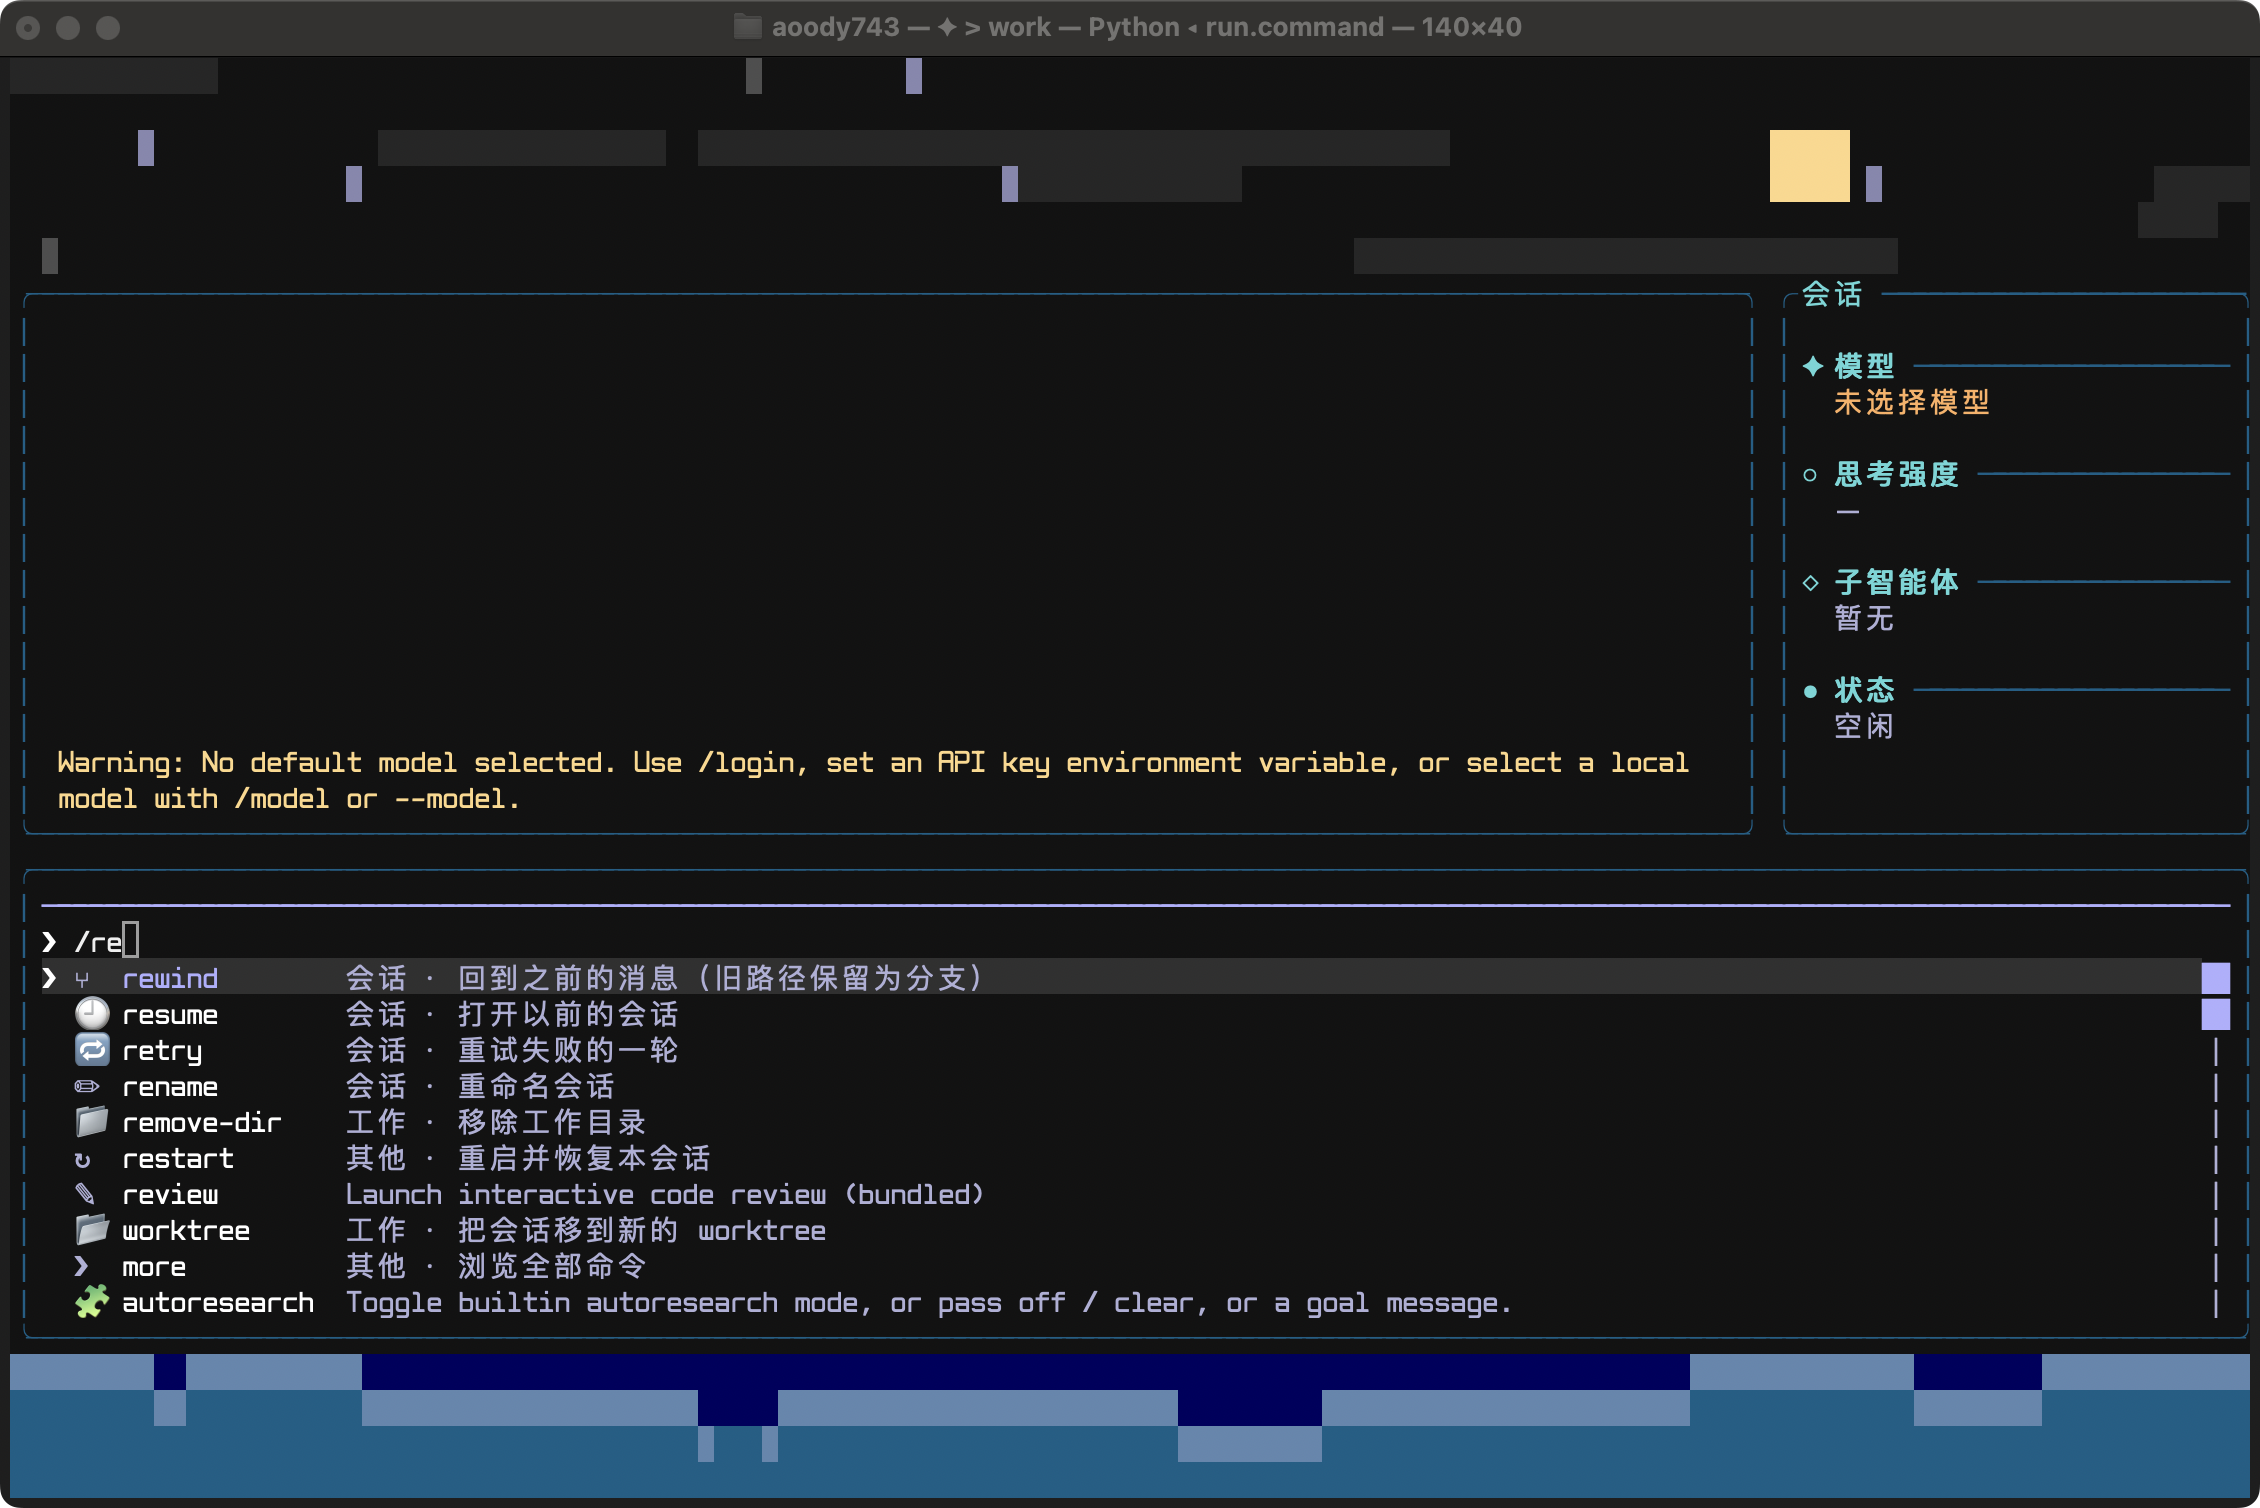 aoody743 — ✦ > work — Python ◂ run.command — 140×40
会话
✦ 模型
未选择模型
○ 思考强度
—
◇ 子智能体
暂无
● 状态
空闲
Warning: No default model selected. Use /login, set an API key environment variable, or select a local
model with /model or --model.
❯ /re
❯ rewind 会话 · 回到之前的消息（旧路径保留为分支）
resume 会话 · 打开以前的会话
retry 会话 · 重试失败的一轮
rename 会话 · 重命名会话
remove-dir 工作 · 移除工作目录
↻ restart 其他 · 重启并恢复本会话
review Launch interactive code review (bundled)
worktree 工作 · 把会话移到新的 worktree
❯ more 其他 · 浏览全部命令
autoresearch Toggle builtin autoresearch mode, or pass off / clear, or a goal message.